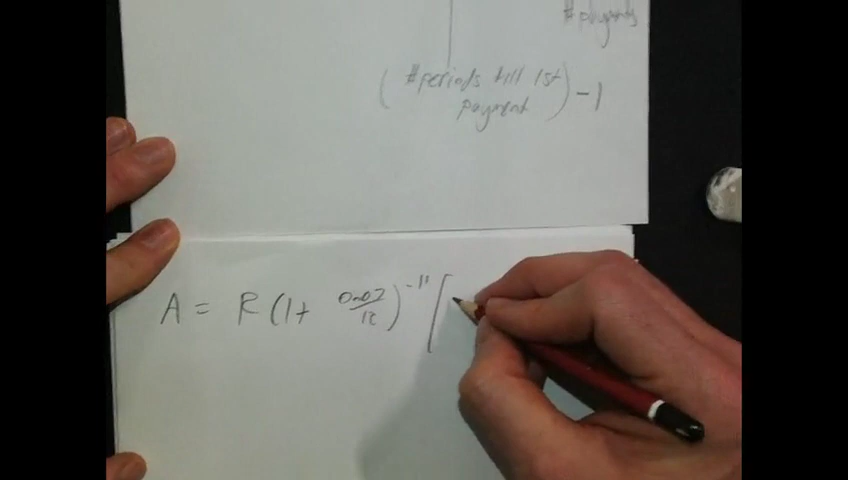 # payments
(# periods till 1st
payment) - 1
A = R (1 + 0.07/12)^-11 [